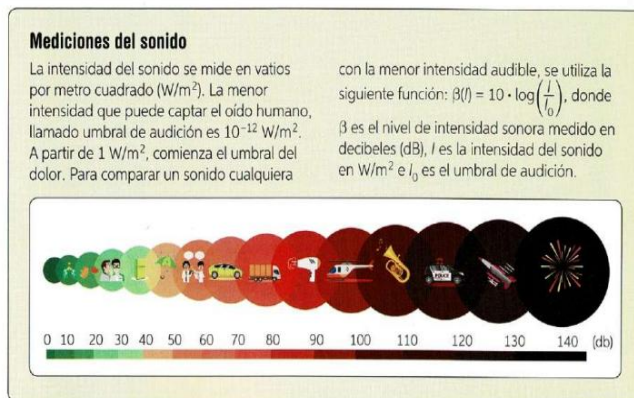 Mediciones del sonido
La intensidad del sonido se mide en vatios
por metro cuadrado (W/m²). La menor
intensidad que puede captar el oído humano,
llamado umbral de audición es 10⁻¹² W/m².
A partir de 1 W/m², comienza el umbral del
dolor. Para comparar un sonido cualquiera
con la menor intensidad audible, se utiliza la
siguiente función: β(I) = 10 · log(I/I₀), donde
β es el nivel de intensidad sonora medido en
decibeles (dB), I es la intensidad del sonido
en W/m² e I₀ es el umbral de audición.
POLICE
0 10 20 30 40 50 60 70 80 90 100 110 120 130 140 (db)